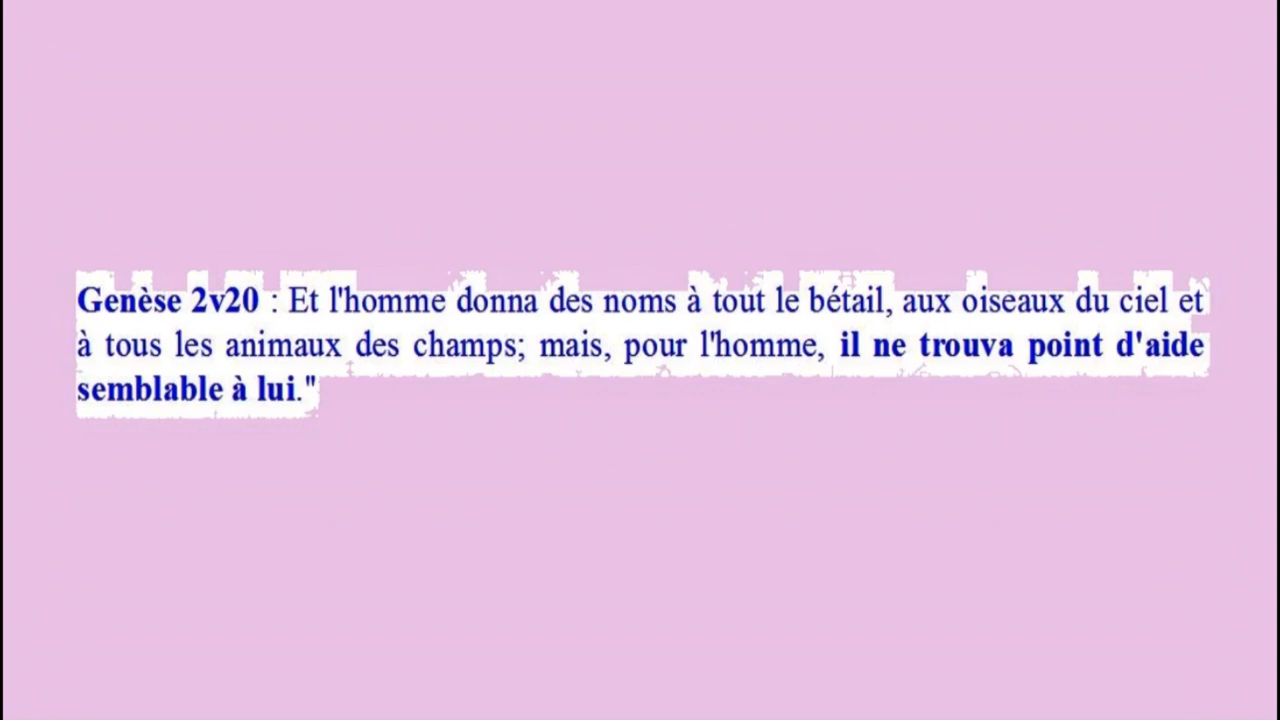 Genèse 2v20 : Et l'homme donna des noms à tout le bétail, aux oiseaux du ciel et
à tous les animaux des champs; mais, pour l'homme, il ne trouva point d'aide
semblable à lui."